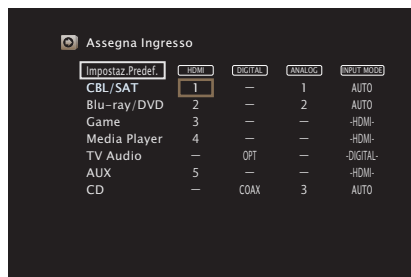 Assegna Ingresso
Impostaz.Predef. HDMI DIGITAL ANALOG INPUT MODE
CBL/SAT 1 — 1 AUTO
Blu-ray/DVD 2 — 2 AUTO
Game 3 — — -HDMI-
Media Player 4 — — -HDMI-
TV Audio — OPT — -DIGITAL-
AUX 5 — — -HDMI-
CD — COAX 3 AUTO